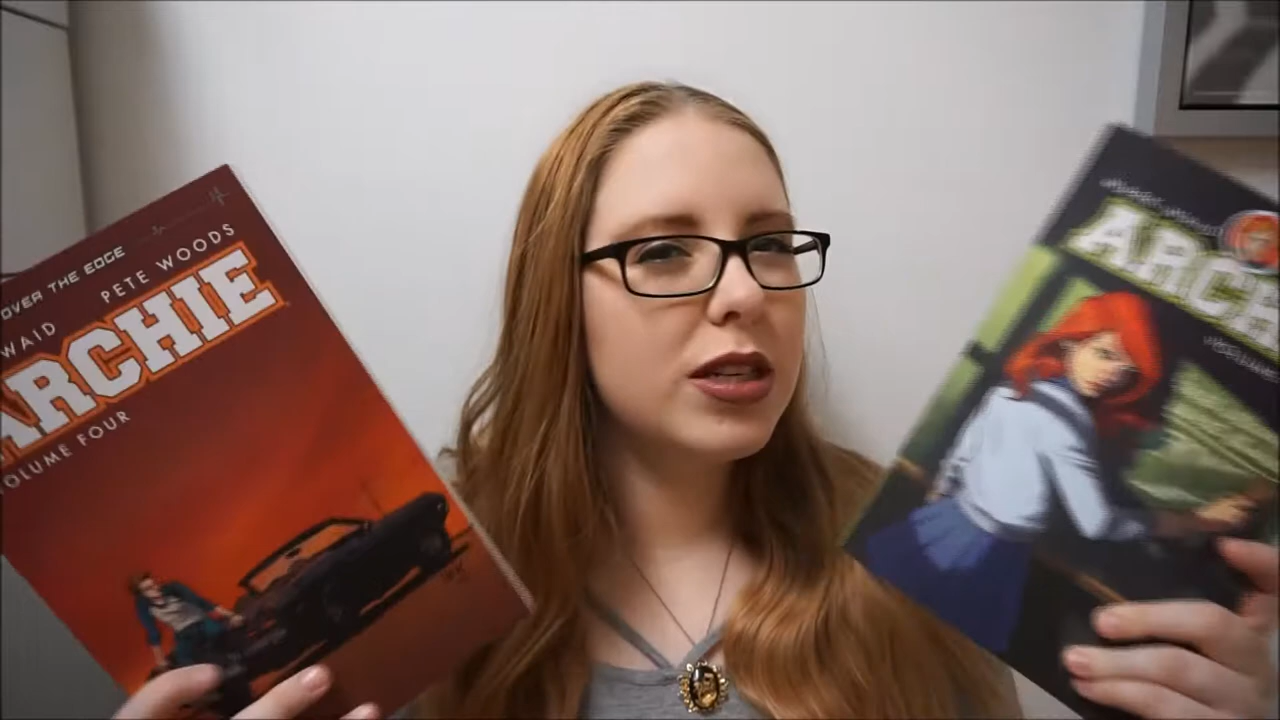 OVER THE EDGE
WAID PETE WOODS
ARCHIE
VOLUME FOUR
ARCH